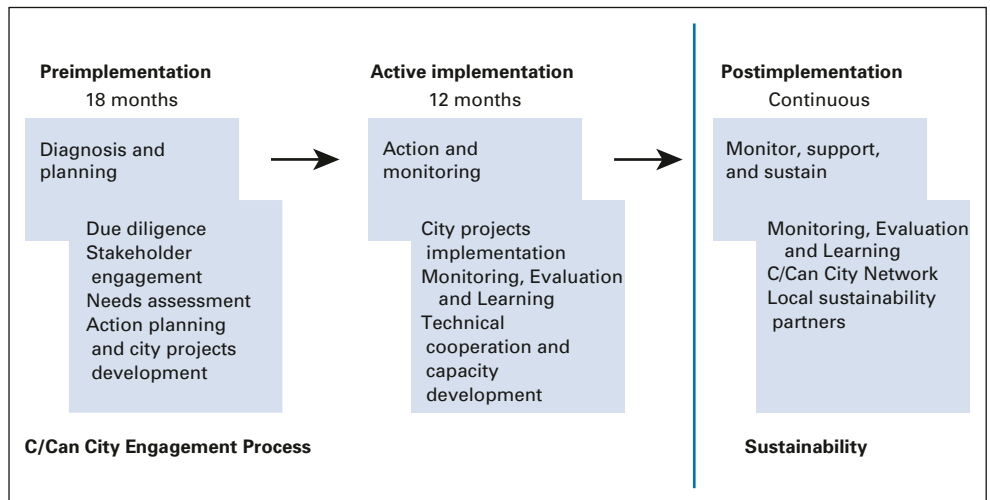 Preimplementation
18 months
Diagnosis and
planning
Due diligence
Stakeholder
engagement
Needs assessment
Action planning
and city projects
development
Active implementation
12 months
Action and
monitoring
City projects
implementation
Monitoring, Evaluation
and Learning
Technical
cooperation and
capacity
development
Postimplementation
Continuous
Monitor, support,
and sustain
Monitoring, Evaluation
and Learning
C/Can City Network
Local sustainability
partners
C/Can City Engagement Process
Sustainability